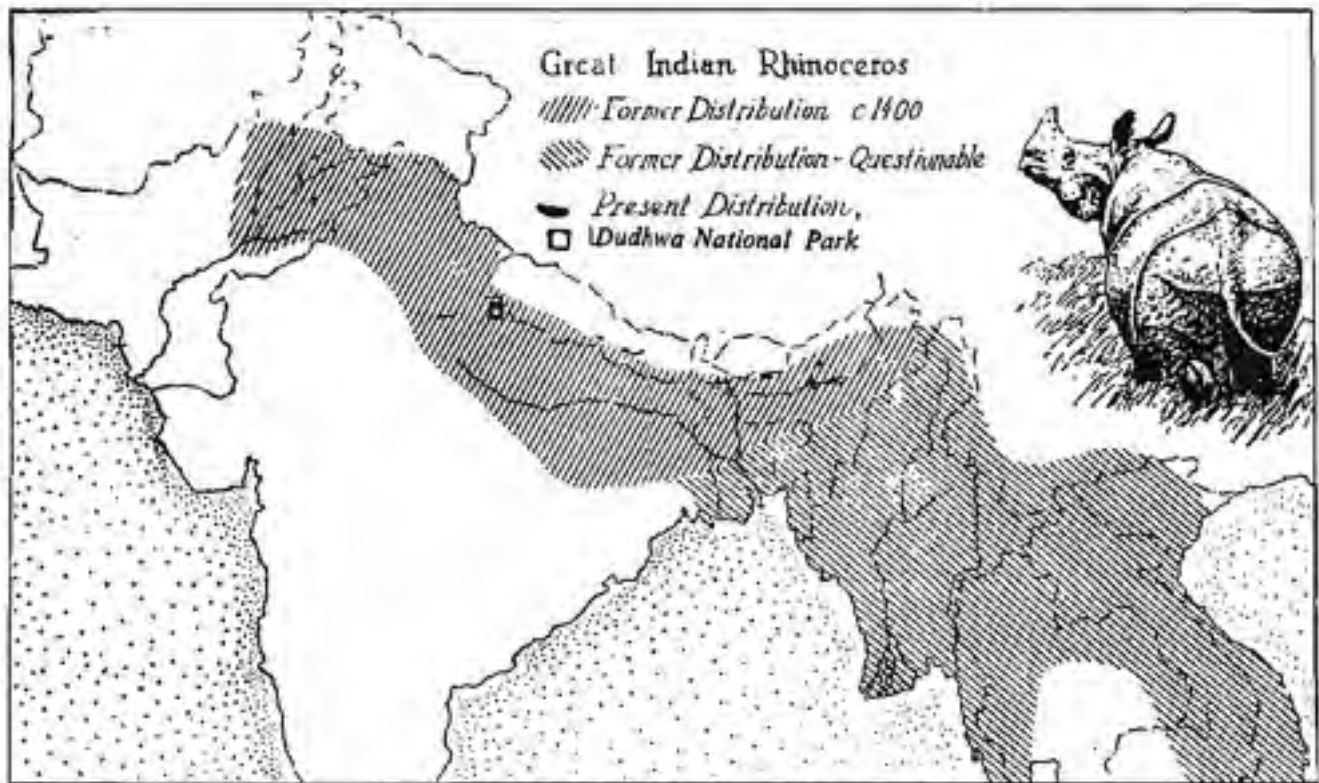 Great Indian Rhinoceros
Former Distribution c 1400
Former Distribution - Questionable
Present Distribution,
Dudhwa National Park